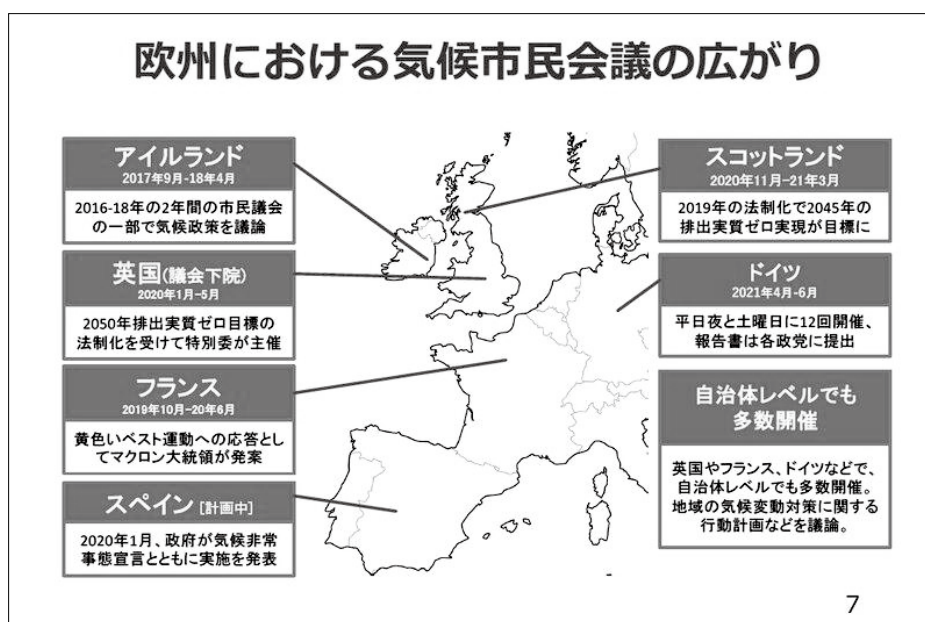 欧州における気候市民会議の広がり
アイルランド
2017年9月-18年4月
2016-18年の2年間の市民議会
の一部で気候政策を議論
英国(議会下院)
2020年1月-5月
2050年排出実質ゼロ目標の
法制化を受けて特別委が主催
フランス
2019年10月-20年6月
黄色いベスト運動への応答とし
てマクロン大統領が発案
スペイン [計画中]
2020年1月、政府が気候非常
事態宣言とともに実施を発表
スコットランド
2020年11月-21年3月
2019年の法制化で2045年の
排出実質ゼロ実現が目標に
ドイツ
2021年4月-6月
平日夜と土曜日に12回開催、
報告書は各政党に提出
自治体レベルでも
多数開催
英国やフランス、ドイツなどで、
自治体レベルでも多数開催。
地域の気候変動対策に関する
行動計画などを議論。
7